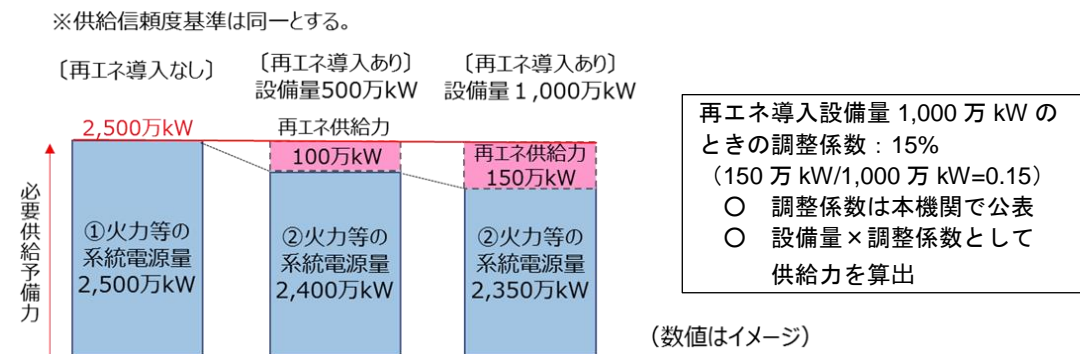 ※供給信頼度基準は同一とする。
〔再エネ導入なし〕
〔再エネ導入あり〕
設備量500万kW
〔再エネ導入あり〕
設備量１,000万kW
2,500万kW
再エネ供給力
100万kW
再エネ供給力
150万kW
必要供給予備力
①火力等の
系統電源量
2,500万kW
②火力等の
系統電源量
2,400万kW
②火力等の
系統電源量
2,350万kW
再エネ導入設備量 1,000 万 kW の
ときの調整係数：15%
（150 万 kW/1,000 万 kW=0.15）
〇　調整係数は本機関で公表
〇　設備量×調整係数として
供給力を算出
（数値はイメージ）